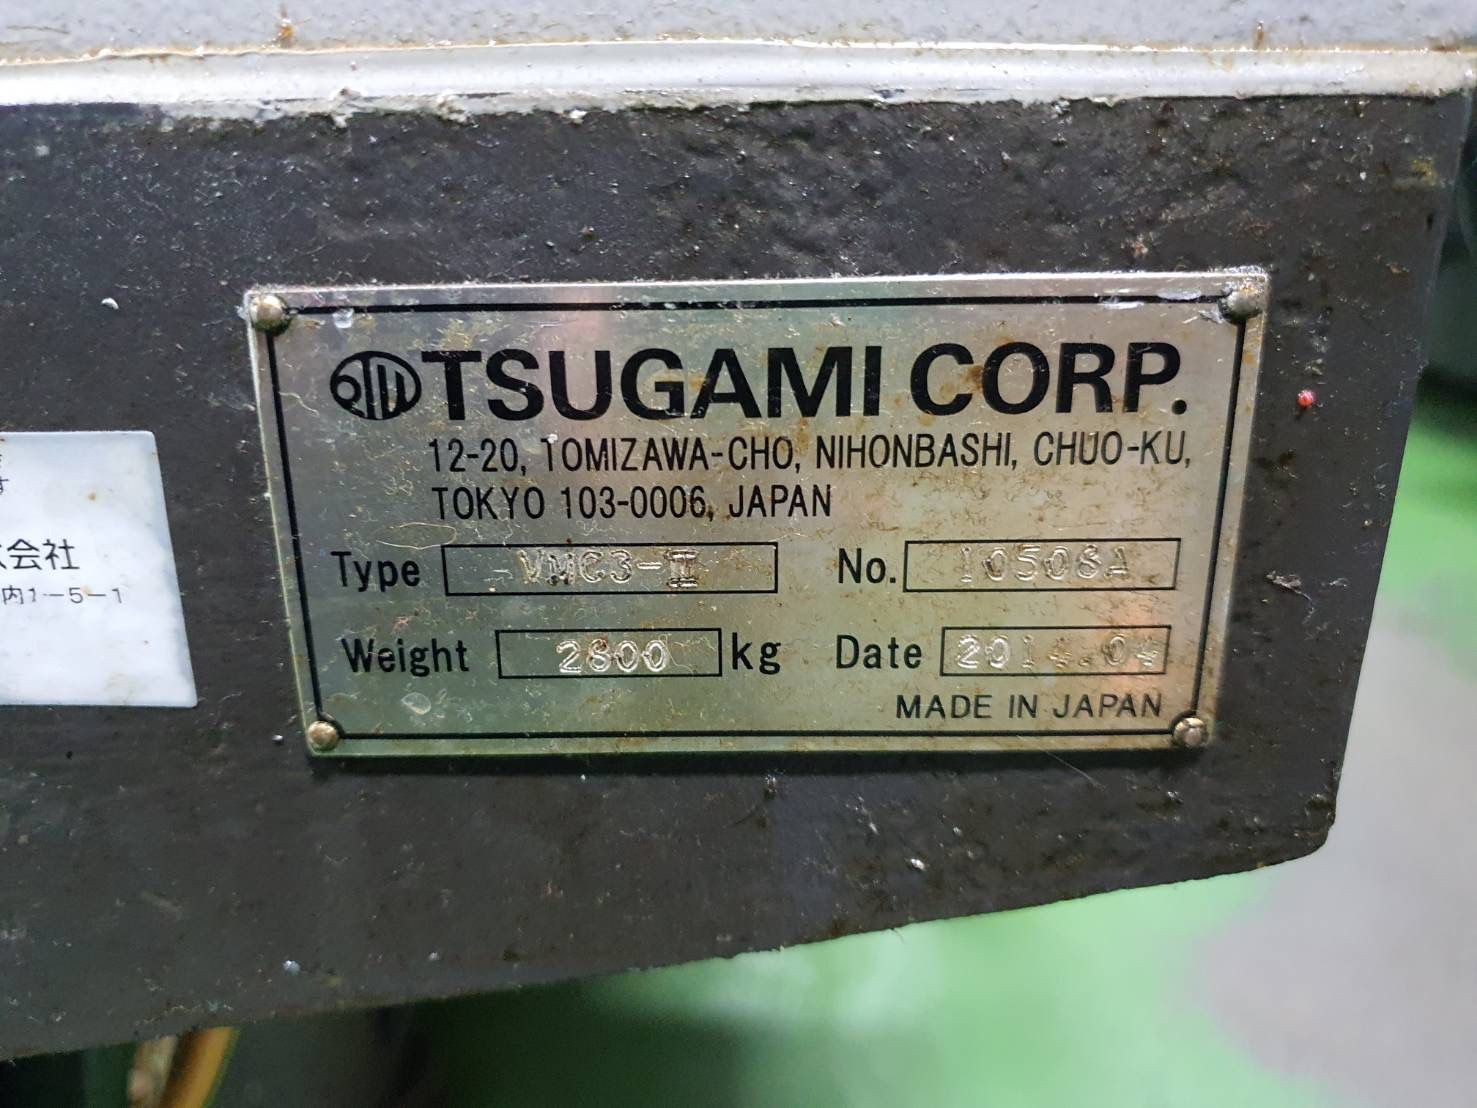 TSUGAMI CORP.
12-20, TOMIZAWA-CHO, NIHONBASHI, CHUO-KU,
TOKYO 103-0006, JAPAN
Type VMC3-II No. 10508A
Weight 2800 kg Date 2014.04
MADE IN JAPAN
会社
内1-5-1